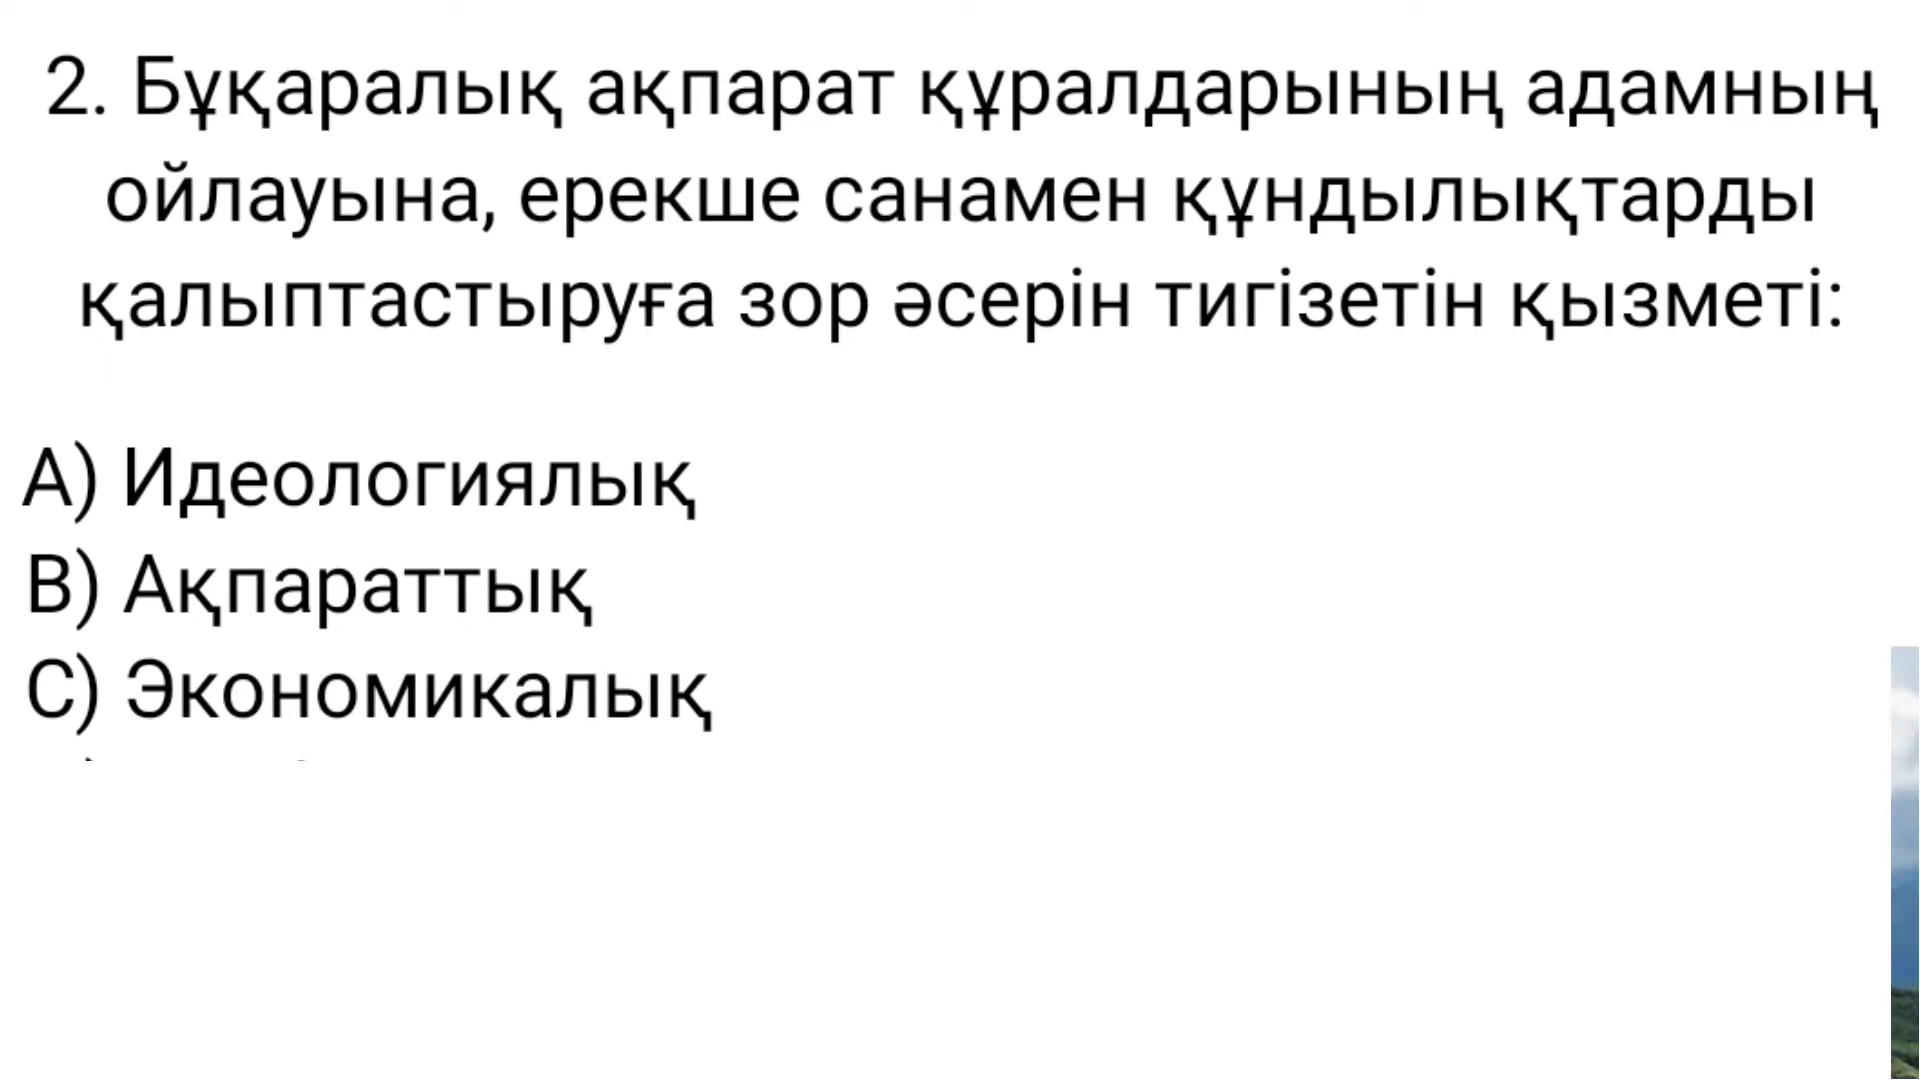 2. Бұқаралық ақпарат құралдарының адамның
ойлауына, ерекше санамен құндылықтарды
қалыптастыруға зор әсерін тигізетін қызметі:
A) Идеологиялық
B) Ақпараттық
C) Экономикалық